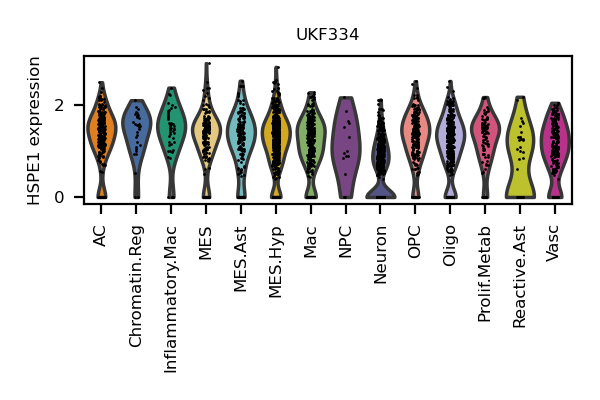 UKF334
HSPE1 expression
2
0
AC
Chromatin.Reg
Inflammatory.Mac
MES
MES.Ast
MES.Hyp
Mac
NPC
Neuron
OPC
Oligo
Prolif.Metab
Reactive.Ast
Vasc